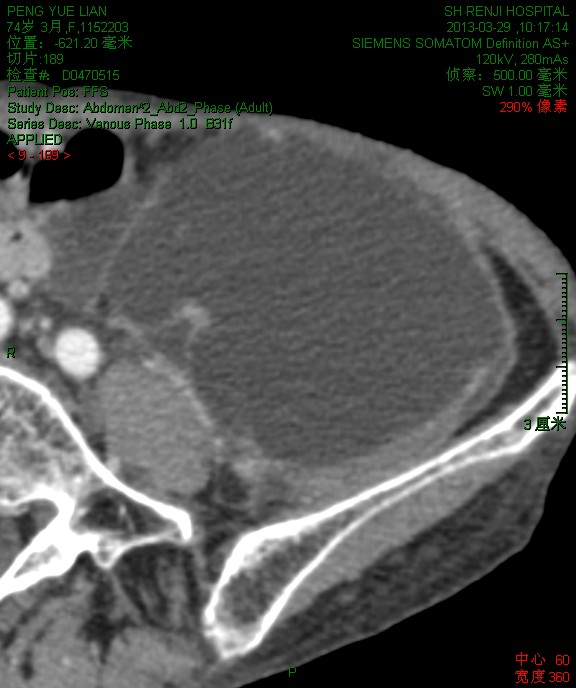 PENG YUE LIAN
74岁 3月,F,1152203
位置: -621.20 毫米
切片:189
检查#: D0470515
Patient Pos: FFS
Study Desc: Abdomen^2_Abd2_Phase (Adult)
Series Desc: Venous Phase 1.0 B31f
APPLIED
< 9 - 189 >
SH RENJI HOSPITAL
2013-03-29 ,10:17:14
SIEMENS SOMATOM Definition AS+
120kV, 280mAs
侦察: 500.00 毫米
SW 1.00 毫米
290% 像素
R
3 厘米
P
中心 60
宽度 360